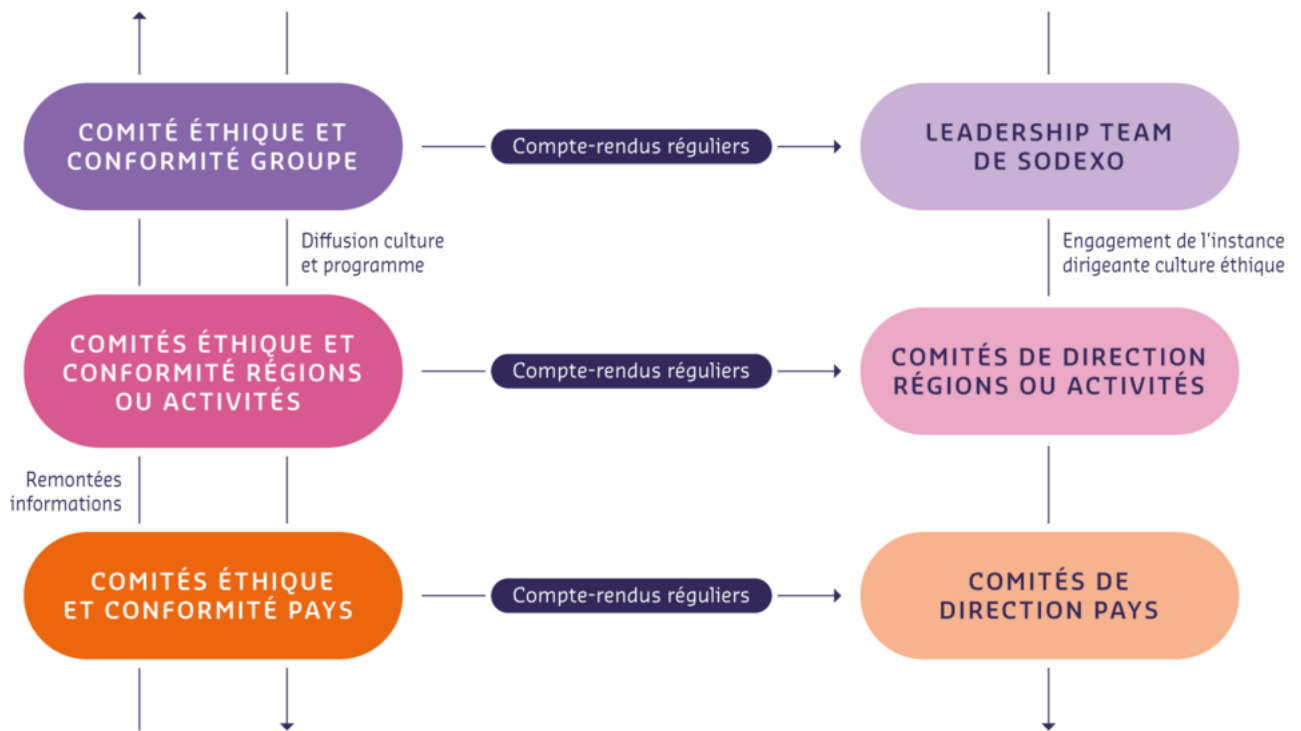 COMITÉ ÉTHIQUE ET
CONFORMITÉ GROUPE
Compte-rendus réguliers
LEADERSHIP TEAM
DE SODEXO
Diffusion culture
et programme
Engagement de l'instance
dirigeante culture éthique
COMITÉS ÉTHIQUE ET
CONFORMITÉ RÉGIONS
OU ACTIVITÉS
Compte-rendus réguliers
COMITÉS DE DIRECTION
RÉGIONS OU ACTIVITÉS
Remontées
informations
COMITÉS ÉTHIQUE
ET CONFORMITÉ PAYS
Compte-rendus réguliers
COMITÉS DE
DIRECTION PAYS